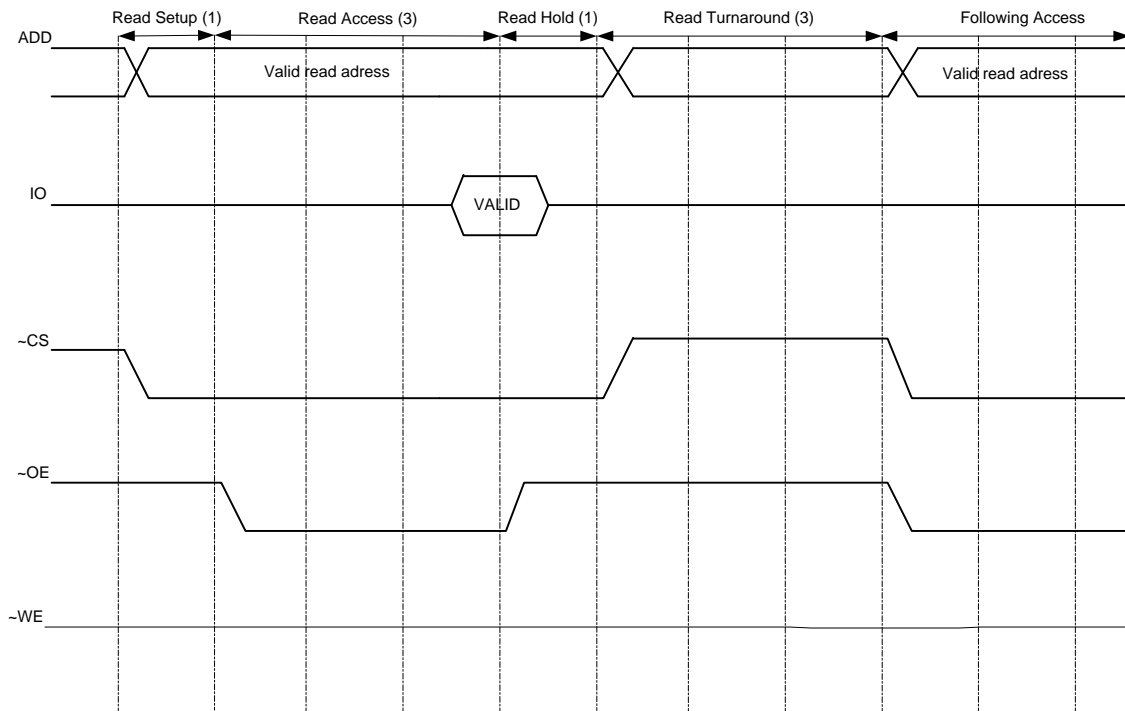 Read Setup (1)
Read Access (3)
Read Hold (1)
Read Turnaround (3)
Following Access
ADD
Valid read adress
Valid read adress
IO
VALID
~CS
~OE
~WE